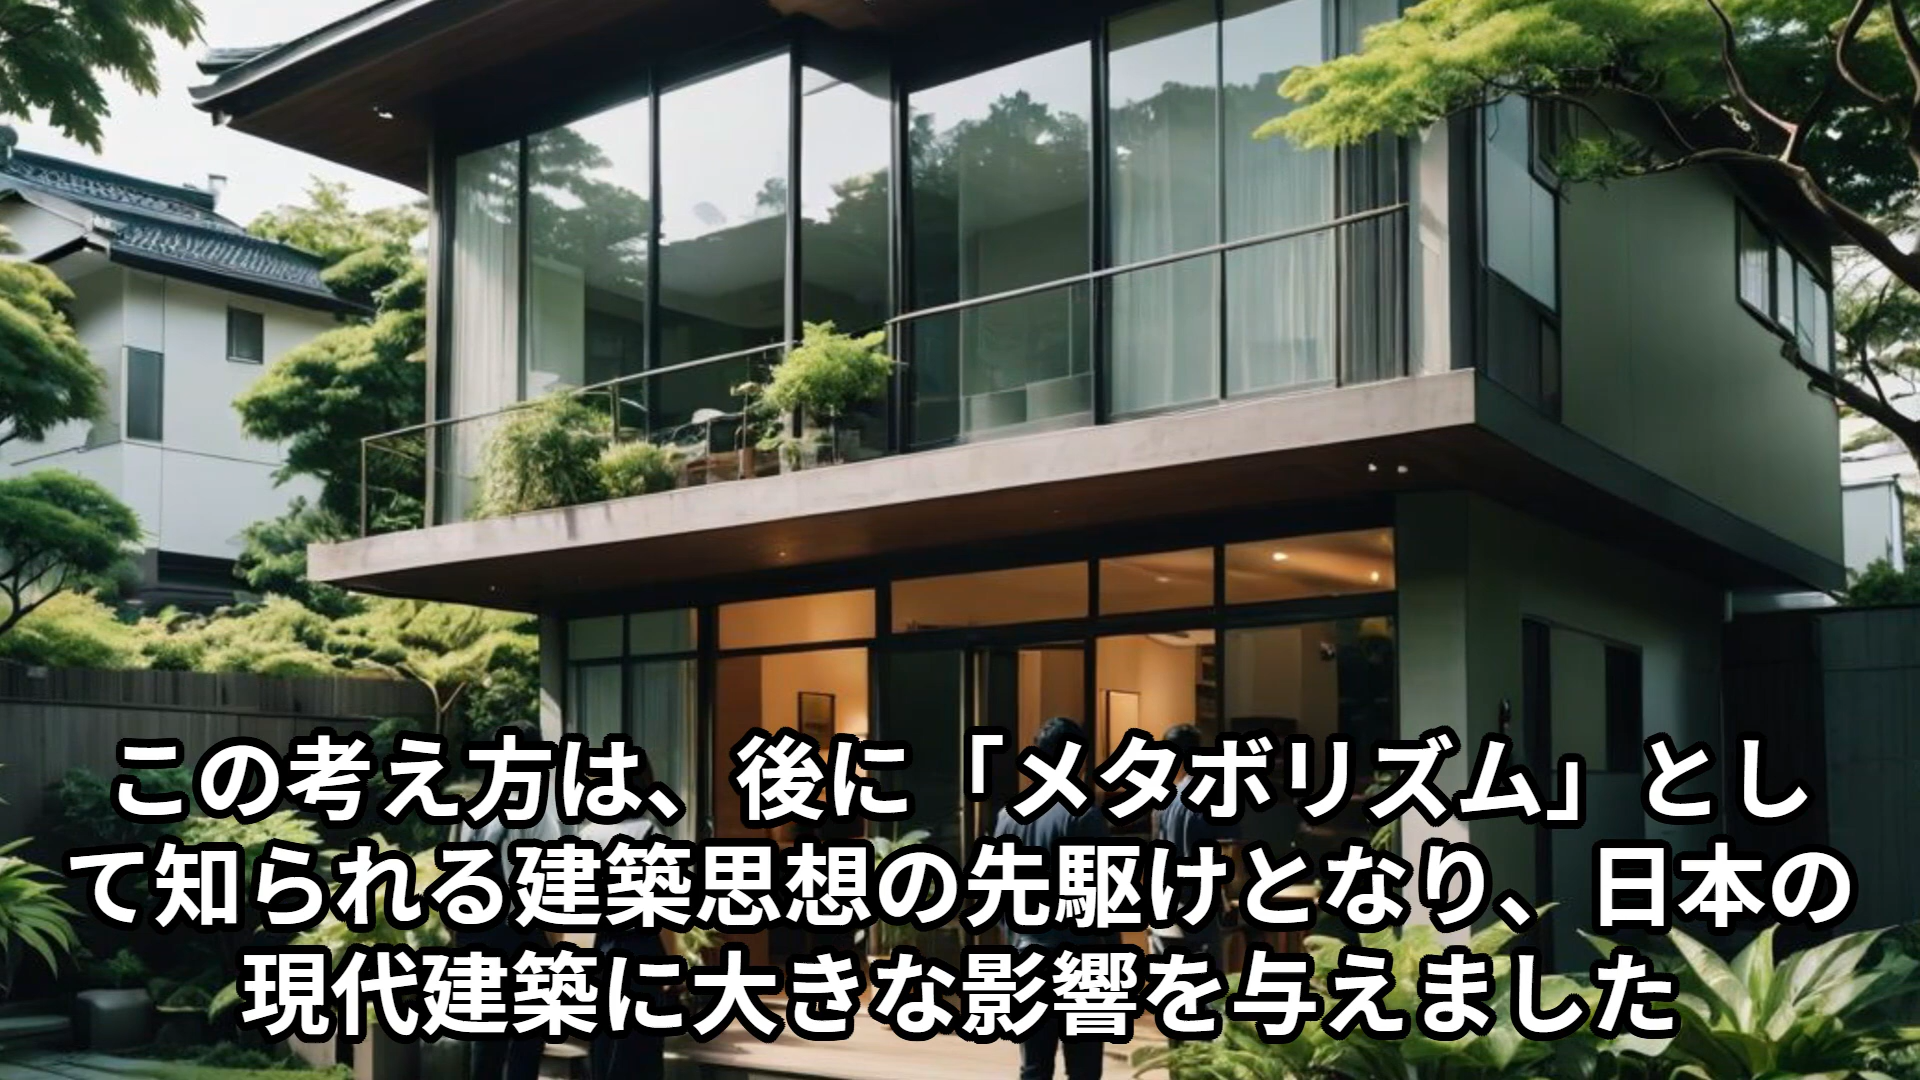 この考え方は、後に「メタボリズム」とし
て知られる建築思想の先駆けとなり、日本の
現代建築に大きな影響を与えました